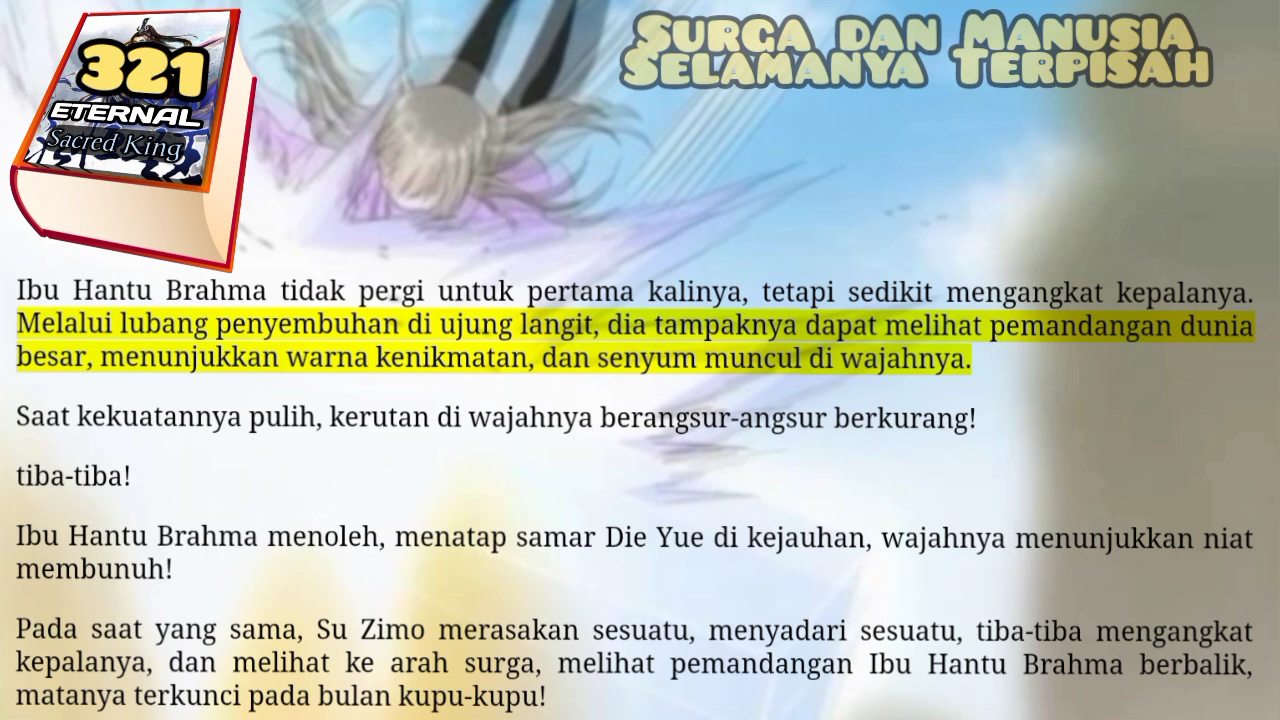 321
ETERNAL
Sacred King
SURGA DAN MANUSIA
SELAMANYA TERPISAH
Ibu Hantu Brahma tidak pergi untuk pertama kalinya, tetapi sedikit mengangkat kepalanya.
Melalui lubang penyembuhan di ujung langit, dia tampaknya dapat melihat pemandangan dunia
besar, menunjukkan warna kenikmatan, dan senyum muncul di wajahnya.
Saat kekuatannya pulih, kerutan di wajahnya berangsur-angsur berkurang!
tiba-tiba!
Ibu Hantu Brahma menoleh, menatap samar Die Yue di kejauhan, wajahnya menunjukkan niat
membunuh!
Pada saat yang sama, Su Zimo merasakan sesuatu, menyadari sesuatu, tiba-tiba mengangkat
kepalanya, dan melihat ke arah surga, melihat pemandangan Ibu Hantu Brahma berbalik,
matanya terkunci pada bulan kupu-kupu!